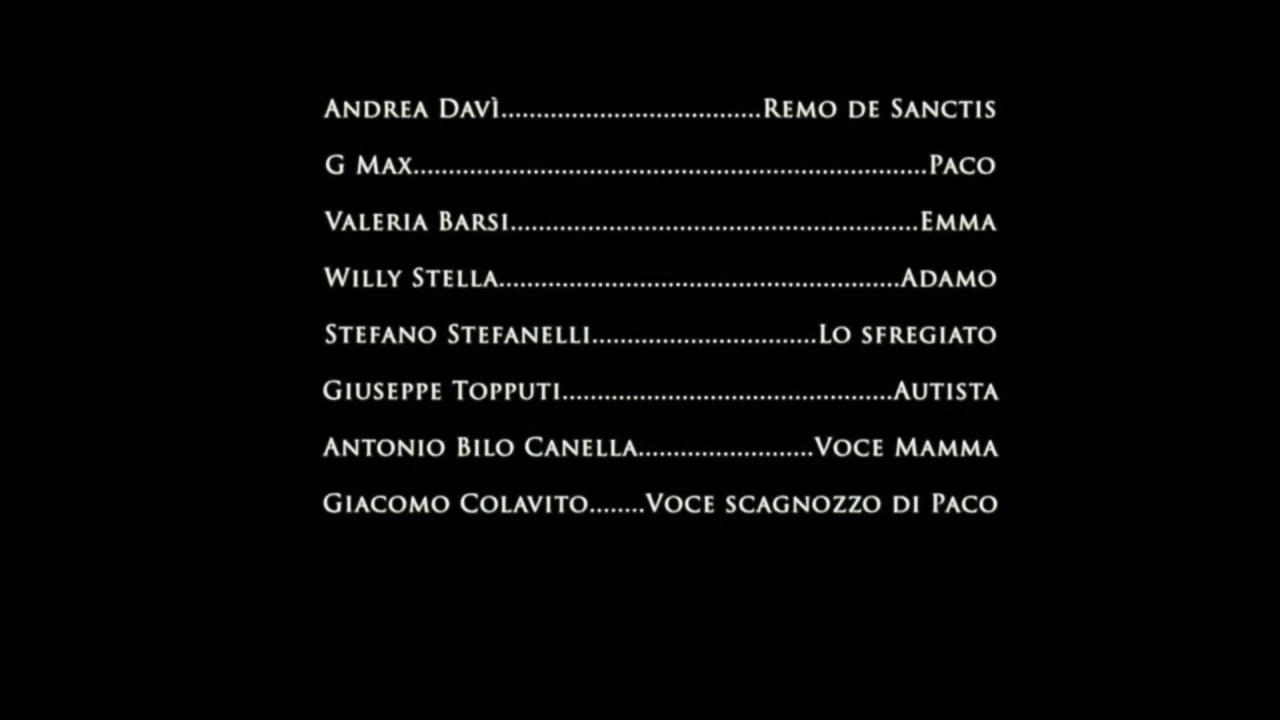 Andrea Davì.....................................Remo de Sanctis
G Max.........................................................................Paco
Valeria Barsi..........................................................Emma
Willy Stella.........................................................Adamo
Stefano Stefanelli................................Lo sfregiato
Giuseppe Topputi...............................................Autista
Antonio Bilo Canella.........................Voce Mamma
Giacomo Colavito........Voce scagnozzo di Paco